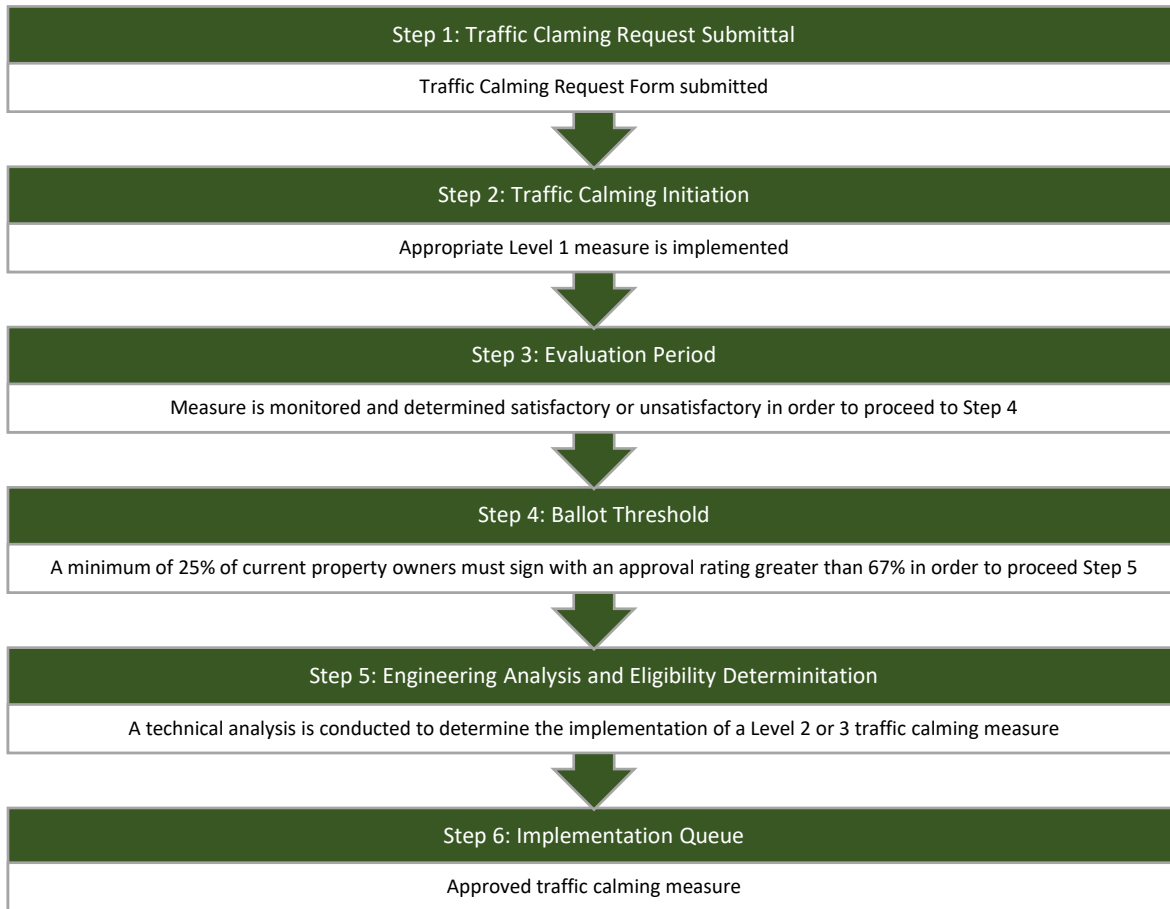 Step 1: Traffic Claming Request Submittal
Traffic Calming Request Form submitted
Step 2: Traffic Calming Initiation
Appropriate Level 1 measure is implemented
Step 3: Evaluation Period
Measure is monitored and determined satisfactory or unsatisfactory in order to proceed to Step 4
Step 4: Ballot Threshold
A minimum of 25% of current property owners must sign with an approval rating greater than 67% in order to proceed Step 5
Step 5: Engineering Analysis and Eligibility Determinitation
A technical analysis is conducted to determine the implementation of a Level 2 or 3 traffic calming measure
Step 6: Implementation Queue
Approved traffic calming measure